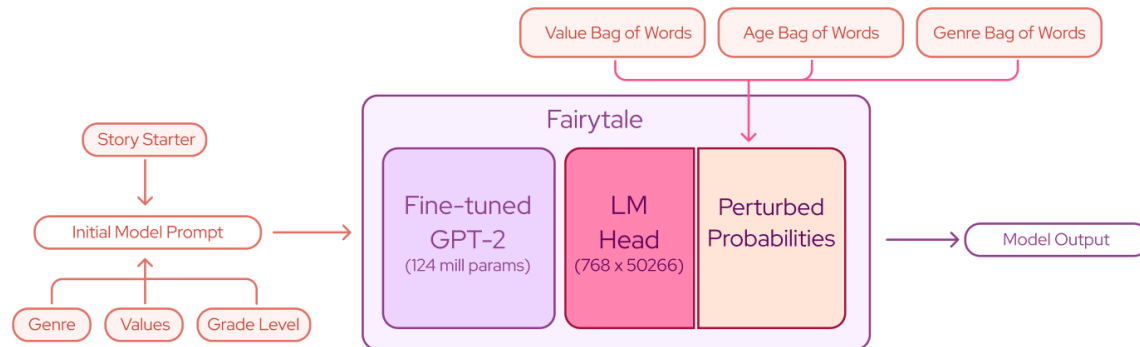 Value Bag of Words
Age Bag of Words
Genre Bag of Words
Fairytale
Story Starter
Initial Model Prompt
Genre
Values
Grade Level
Fine-tuned
GPT-2
(124 mill params)
LM
Head
(768 x 50266)
Perturbed
Probabilities
Model Output